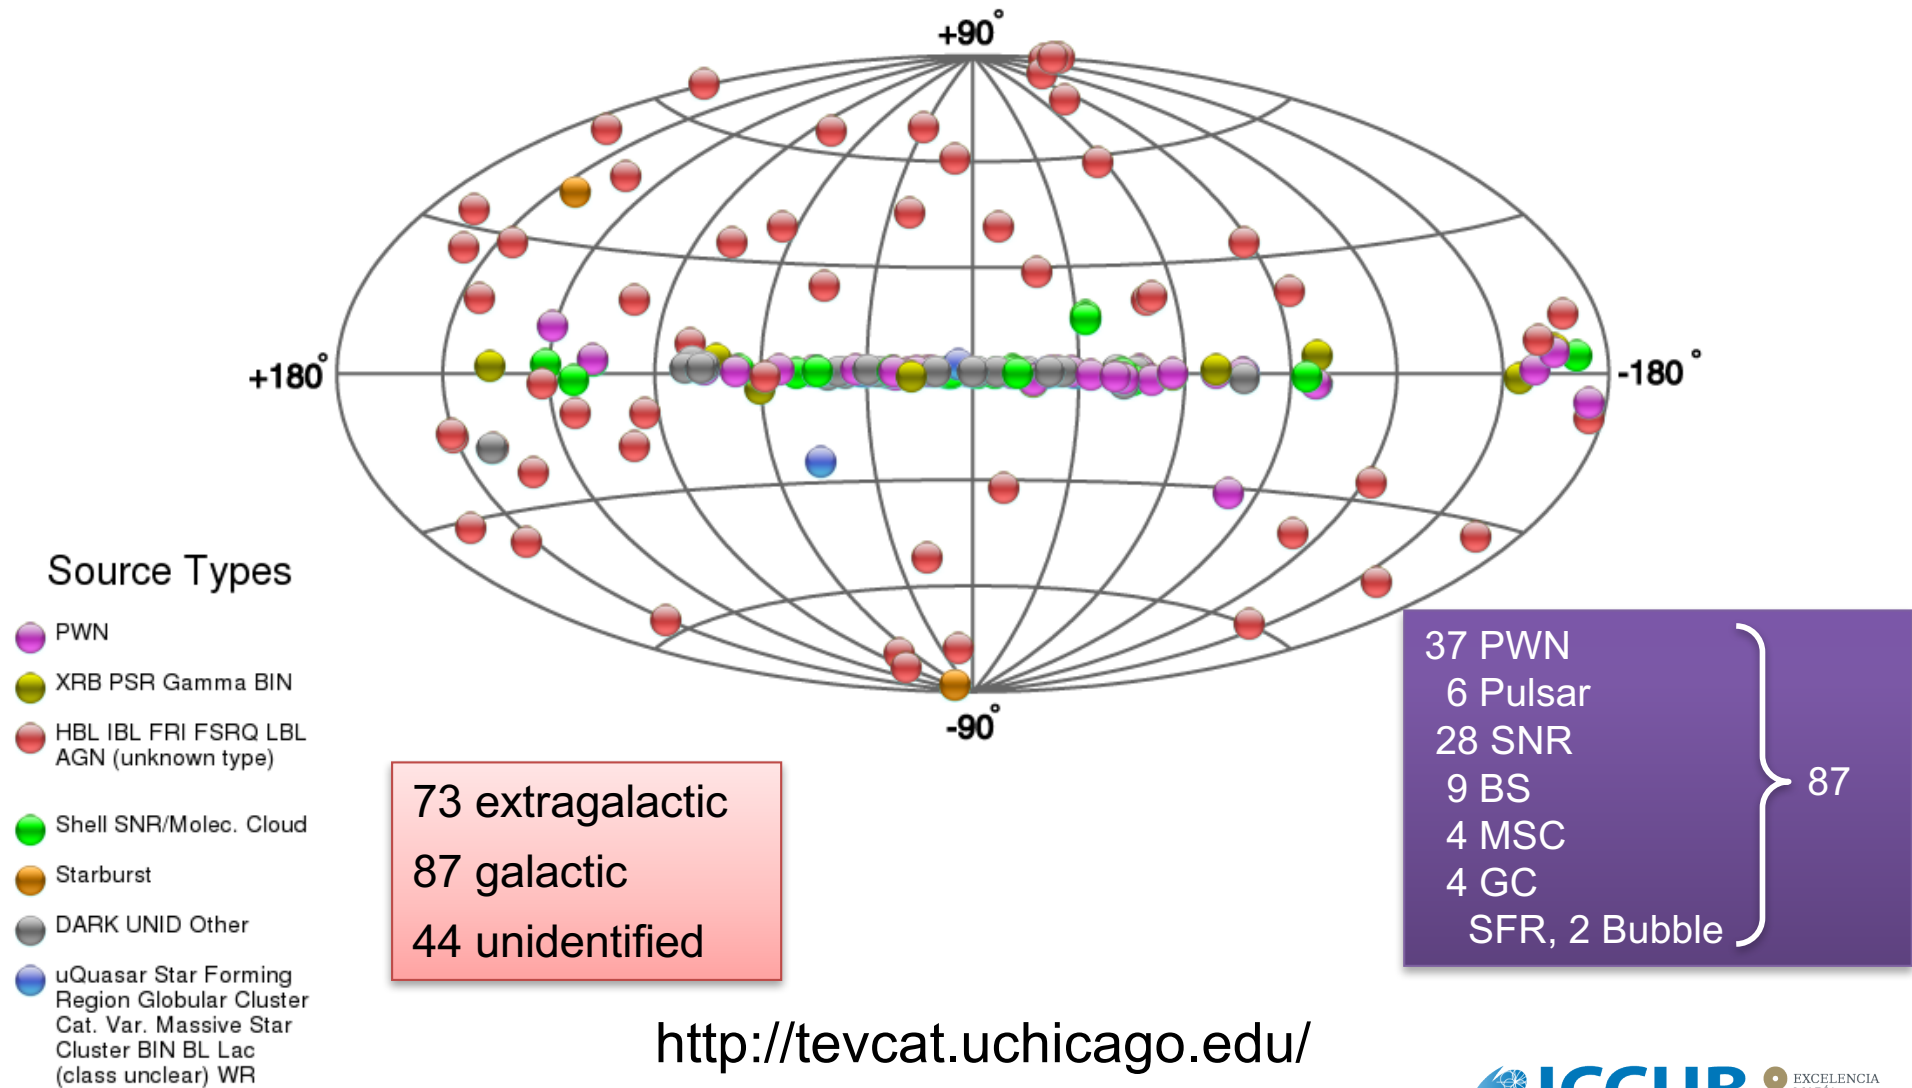 +90°
+180°
-180°
-90°
Source Types
PWN
XRB PSR Gamma BIN
HBL IBL FRI FSRQ LBL
AGN (unknown type)
Shell SNR/Molec. Cloud
Starburst
DARK UNID Other
uQuasar Star Forming
Region Globular Cluster
Cat. Var. Massive Star
Cluster BIN BL Lac
(class unclear) WR
73 extragalactic
87 galactic
44 unidentified
37 PWN
6 Pulsar
28 SNR
9 BS
4 MSC
4 GC
SFR, 2 Bubble
87
http://tevcat.uchicago.edu/
ICCUB
EXCELENCIA